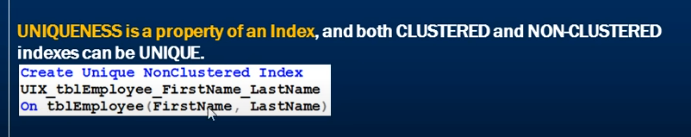 UNIQUENESS is a property of an Index, and both CLUSTERED and NON-CLUSTERED
indexes can be UNIQUE.
Create Unique NonClustered Index
UIX_tblEmployee_FirstName_LastName
On tblEmployee(FirstName, LastName)